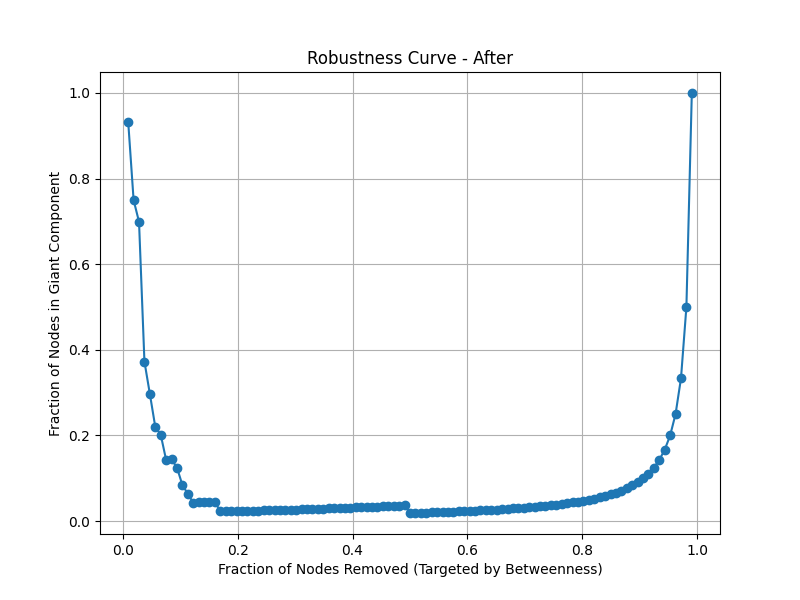 Robustness Curve - After
Fraction of Nodes in Giant Component
1.0
0.8
0.6
0.4
0.2
0.0
0.0 0.2 0.4 0.6 0.8 1.0
Fraction of Nodes Removed (Targeted by Betweenness)